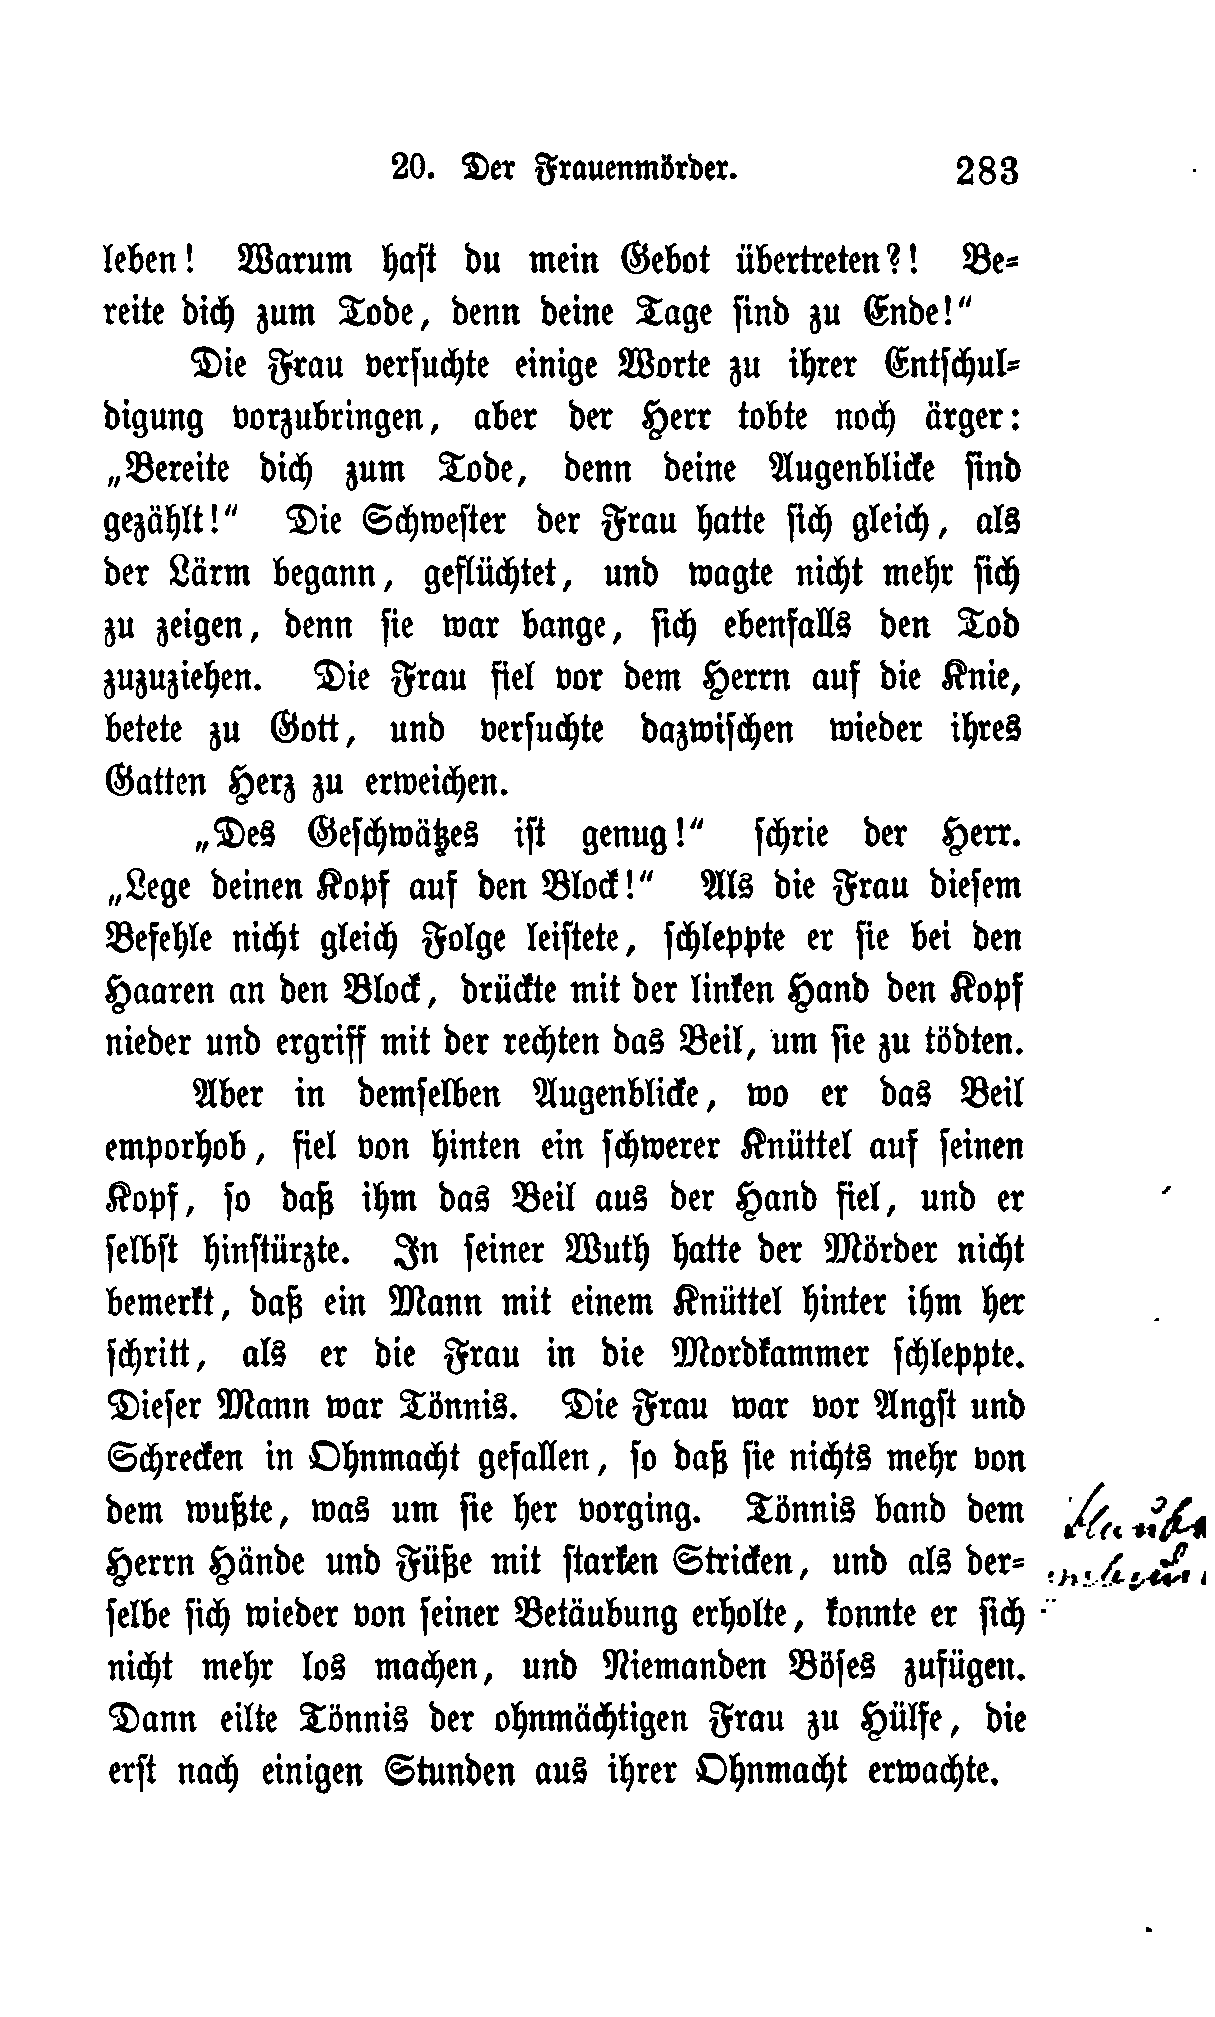 20. Der Frauenmörder. 283
leben! Warum hast du mein Gebot übertreten?! Be-
reite dich zum Tode, denn deine Tage sind zu Ende!“
Die Frau versuchte einige Worte zu ihrer Entschul-
digung vorzubringen, aber der Herr tobte noch ärger:
„Bereite dich zum Tode, denn deine Augenblicke sind
gezählt!“ Die Schwester der Frau hatte sich gleich, als
der Lärm begann, geflüchtet, und wagte nicht mehr sich
zu zeigen, denn sie war bange, sich ebenfalls den Tod
zuzuziehen. Die Frau fiel vor dem Herrn auf die Knie,
betete zu Gott, und versuchte dazwischen wieder ihres
Gatten Herz zu erweichen.
„Des Geschwätzes ist genug!“ schrie der Herr.
„Lege deinen Kopf auf den Block!“ Als die Frau diesem
Befehle nicht gleich Folge leistete, schleppte er sie bei den
Haaren an den Block, drückte mit der linken Hand den Kopf
nieder und ergriff mit der rechten das Beil, um sie zu tödten.
Aber in demselben Augenblicke, wo er das Beil
emporhob, fiel von hinten ein schwerer Knüttel auf seinen
Kopf, so daß ihm das Beil aus der Hand fiel, und er
selbst hinstürzte. In seiner Wuth hatte der Mörder nicht
bemerkt, daß ein Mann mit einem Knüttel hinter ihm her
schritt, als er die Frau in die Mordkammer schleppte.
Dieser Mann war Tönnis. Die Frau war vor Angst und
Schrecken in Ohnmacht gefallen, so daß sie nichts mehr von
dem wußte, was um sie her vorging. Tönnis band dem
Herrn Hände und Füße mit starken Stricken, und als der-
selbe sich wieder von seiner Betäubung erholte, konnte er sich
nicht mehr los machen, und Niemanden Böses zufügen.
Dann eilte Tönnis der ohnmächtigen Frau zu Hülfe, die
erst nach einigen Stunden aus ihrer Ohnmacht erwachte.